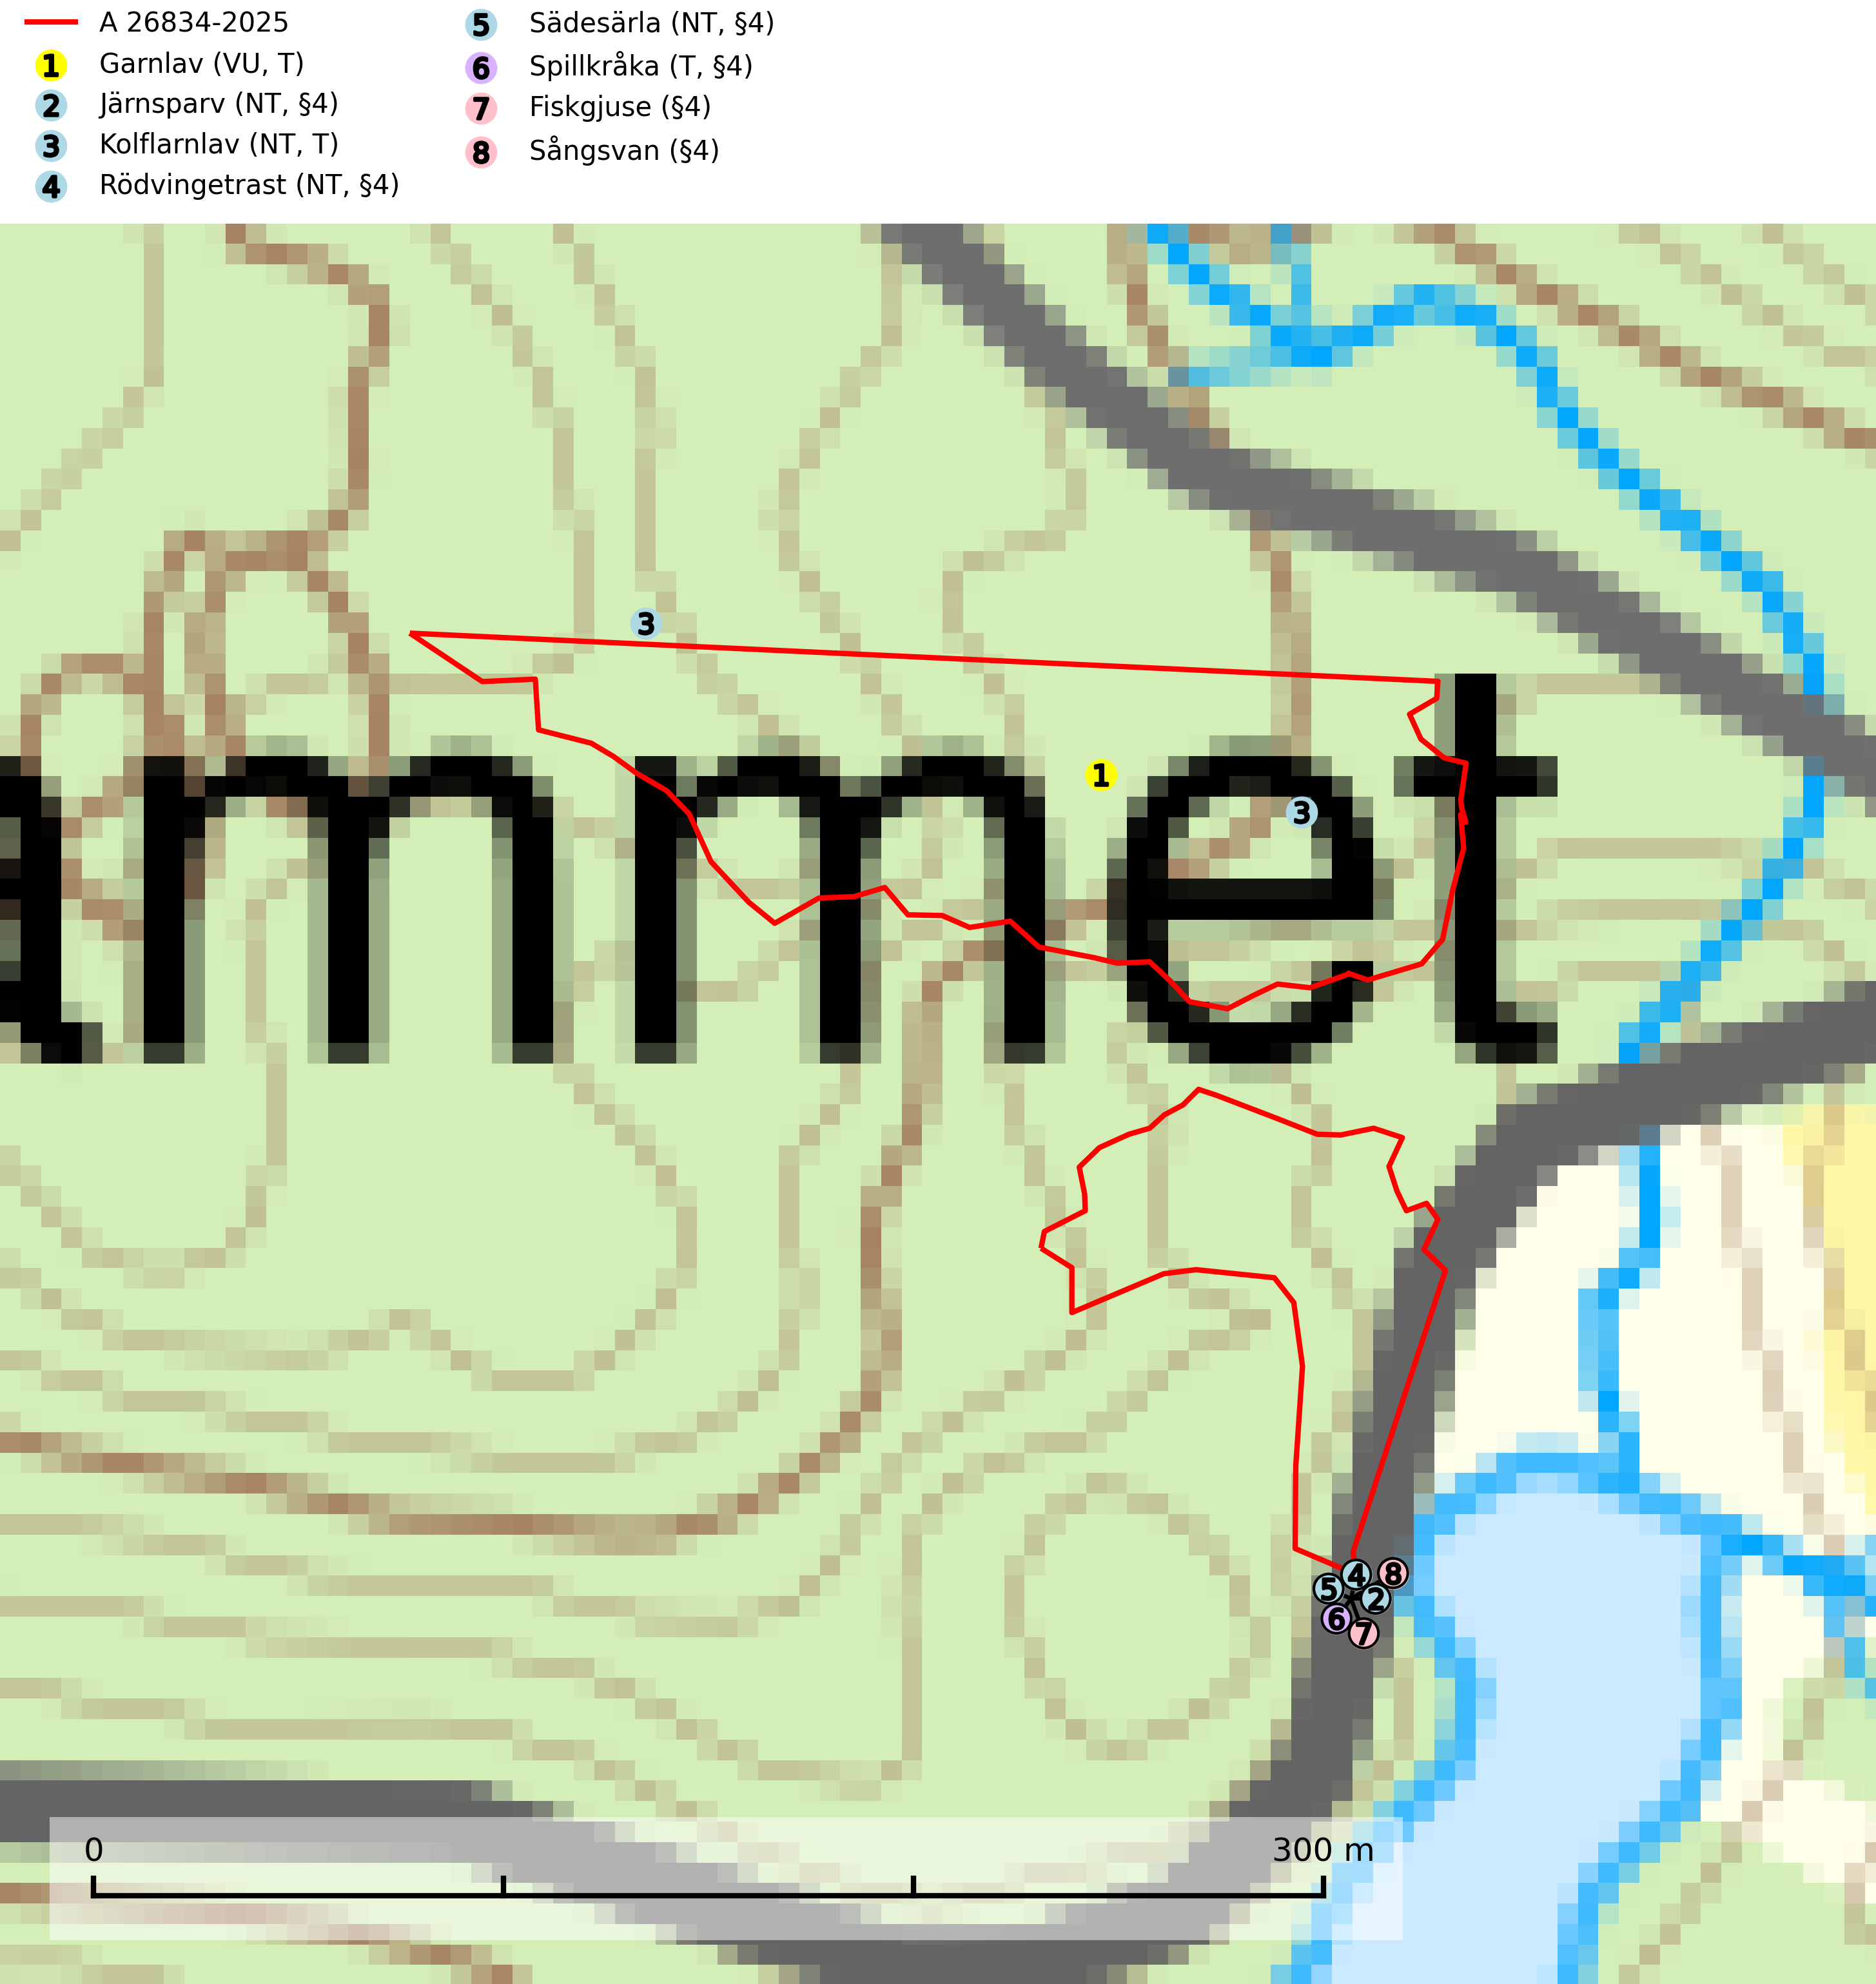 A 26834-2025
1 Garnlav (VU, T)
2 Järnsparv (NT, §4)
3 Kolflarnlav (NT, T)
4 Rödvingetrast (NT, §4)
5 Sädesärla (NT, §4)
6 Spillkråka (T, §4)
7 Fiskgjuse (§4)
8 Sångsvan (§4)
3
1
3
4 8
5 2
6
7
0 300 m